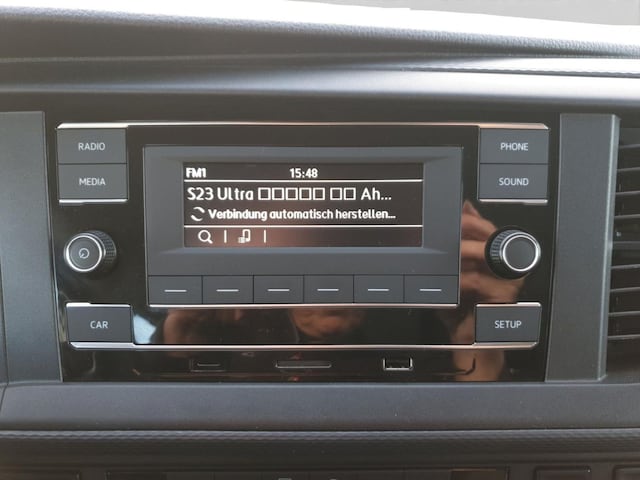 RADIO
MEDIA
FM1 15:48
S23 Ultra □□□□□ □□ Ah...
Verbindung automatisch herstellen...
PHONE
SOUND
CAR
SETUP